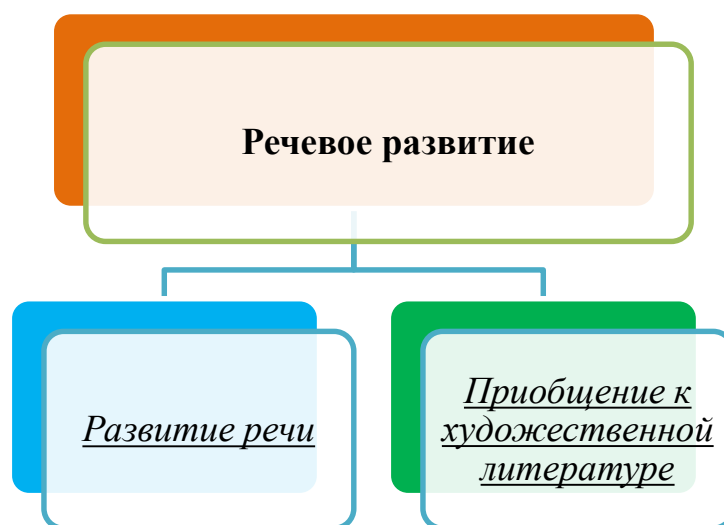 Речевое развитие
Развитие речи
Приобщение к
художественной
литературе